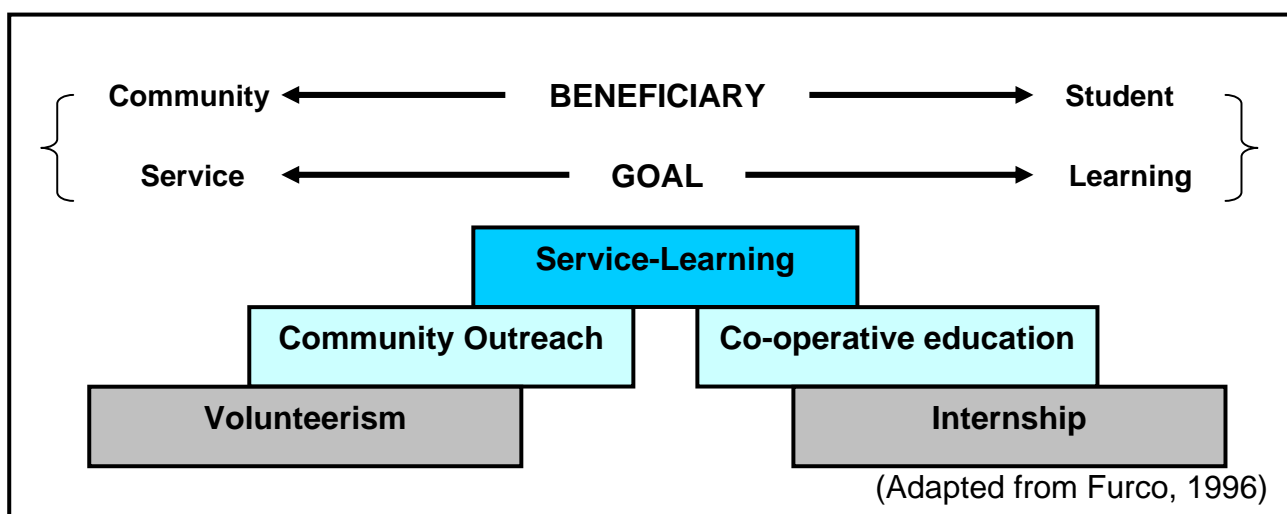 Community BENEFICIARY Student
Service GOAL Learning
Service-Learning
Community Outreach Co-operative education
Volunteerism Internship
(Adapted from Furco, 1996)